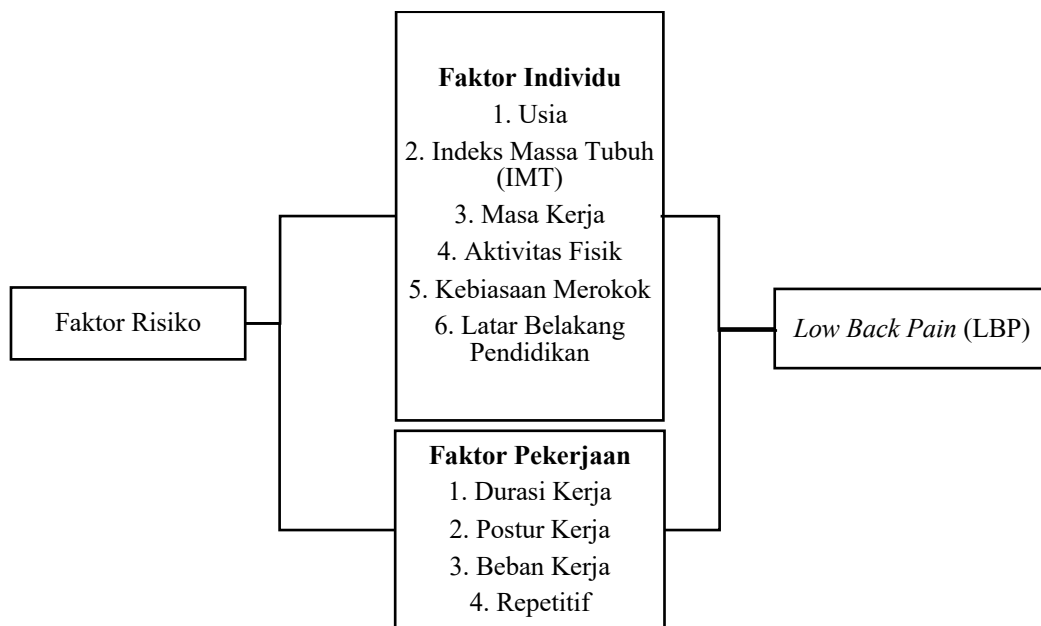 Faktor Risiko
Faktor Individu
1. Usia
2. Indeks Massa Tubuh
(IMT)
3. Masa Kerja
4. Aktivitas Fisik
5. Kebiasaan Merokok
6. Latar Belakang
Pendidikan
Faktor Pekerjaan
1. Durasi Kerja
2. Postur Kerja
3. Beban Kerja
4. Repetitif
Low Back Pain (LBP)